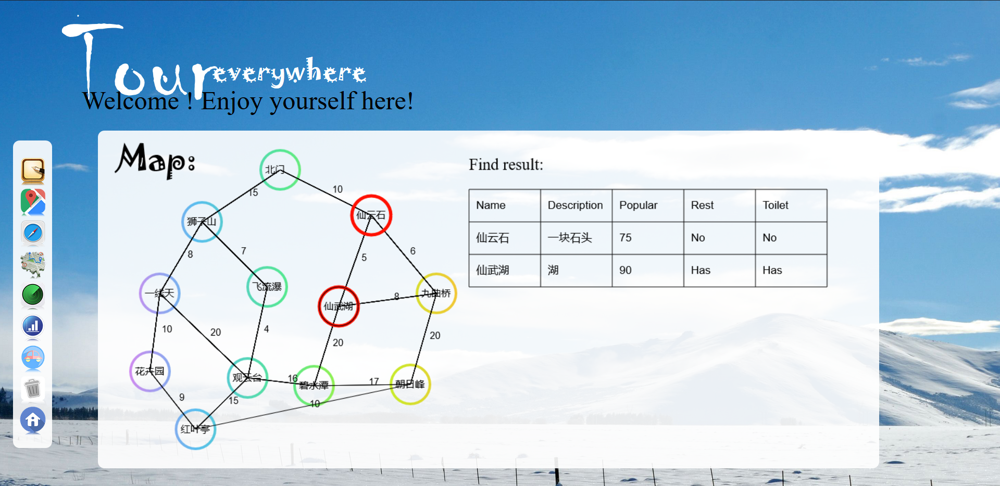 Tour everywhere
Welcome ! Enjoy yourself here!
Map:
北门
15
10
狮子山
仙云石
8
7
5
6
一线天
飞流瀑
仙武湖
8
九曲桥
10
20
4
20
20
花卉园
观云台
16
碧水潭
17
朝日峰
9
15
10
红叶亭
Find result:
Name Description Popular Rest Toilet
仙云石 一块石头 75 No No
仙武湖 湖 90 Has Has